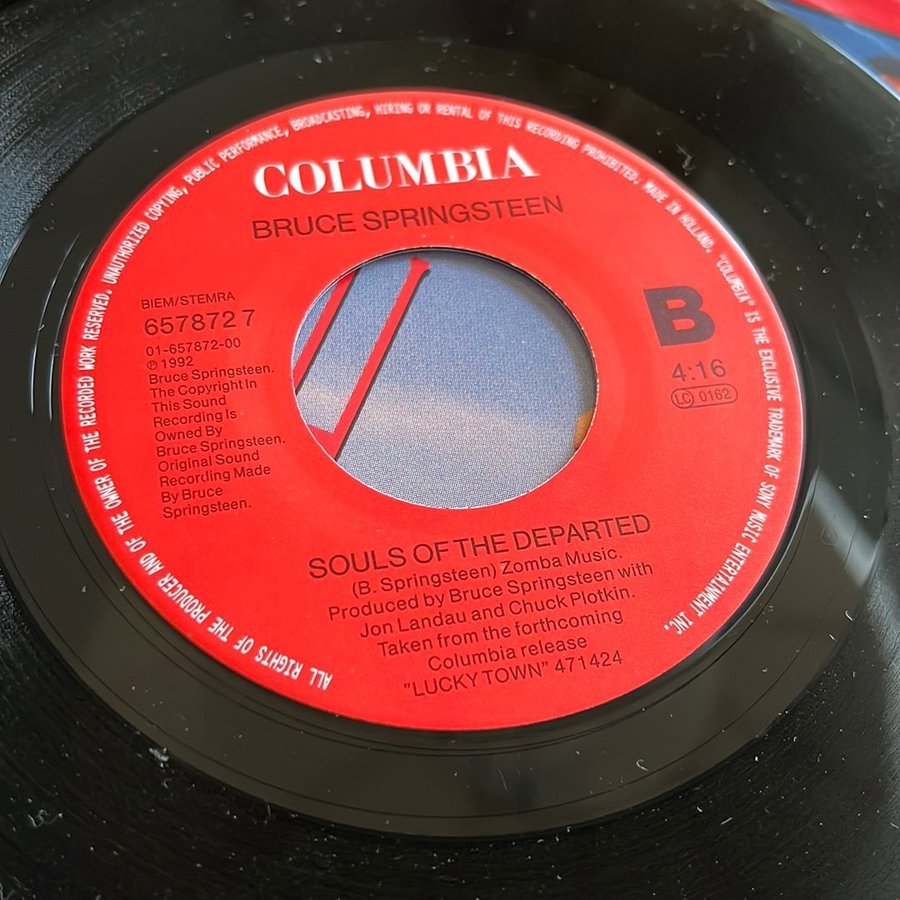 ALL RIGHTS OF THE PRODUCER AND OF THE OWNER OF THE RECORDED WORK RESERVED. UNAUTHORIZED COPYING, PUBLIC PERFORMANCE, BROADCASTING, HIRING OR RENTAL OF THIS RECORDING PROHIBITED. MADE IN HOLLAND. "COLUMBIA" IS THE EXCLUSIVE TRADEMARK OF SONY MUSIC ENTERTAINMENT INC.
COLUMBIA
BRUCE SPRINGSTEEN
BIEM/STEMRA
657872 7
01-657872-00
℗ 1992
Bruce Springsteen.
The Copyright In
This Sound
Recording Is
Owned By
Bruce Springsteen.
Original Sound
Recording Made
By Bruce
Springsteen.
B
4:16
LC 0162
SOULS OF THE DEPARTED
(B. Springsteen) Zomba Music.
Produced by Bruce Springsteen with
Jon Landau and Chuck Plotkin.
Taken from the forthcoming
Columbia release
"LUCKY TOWN" 471424